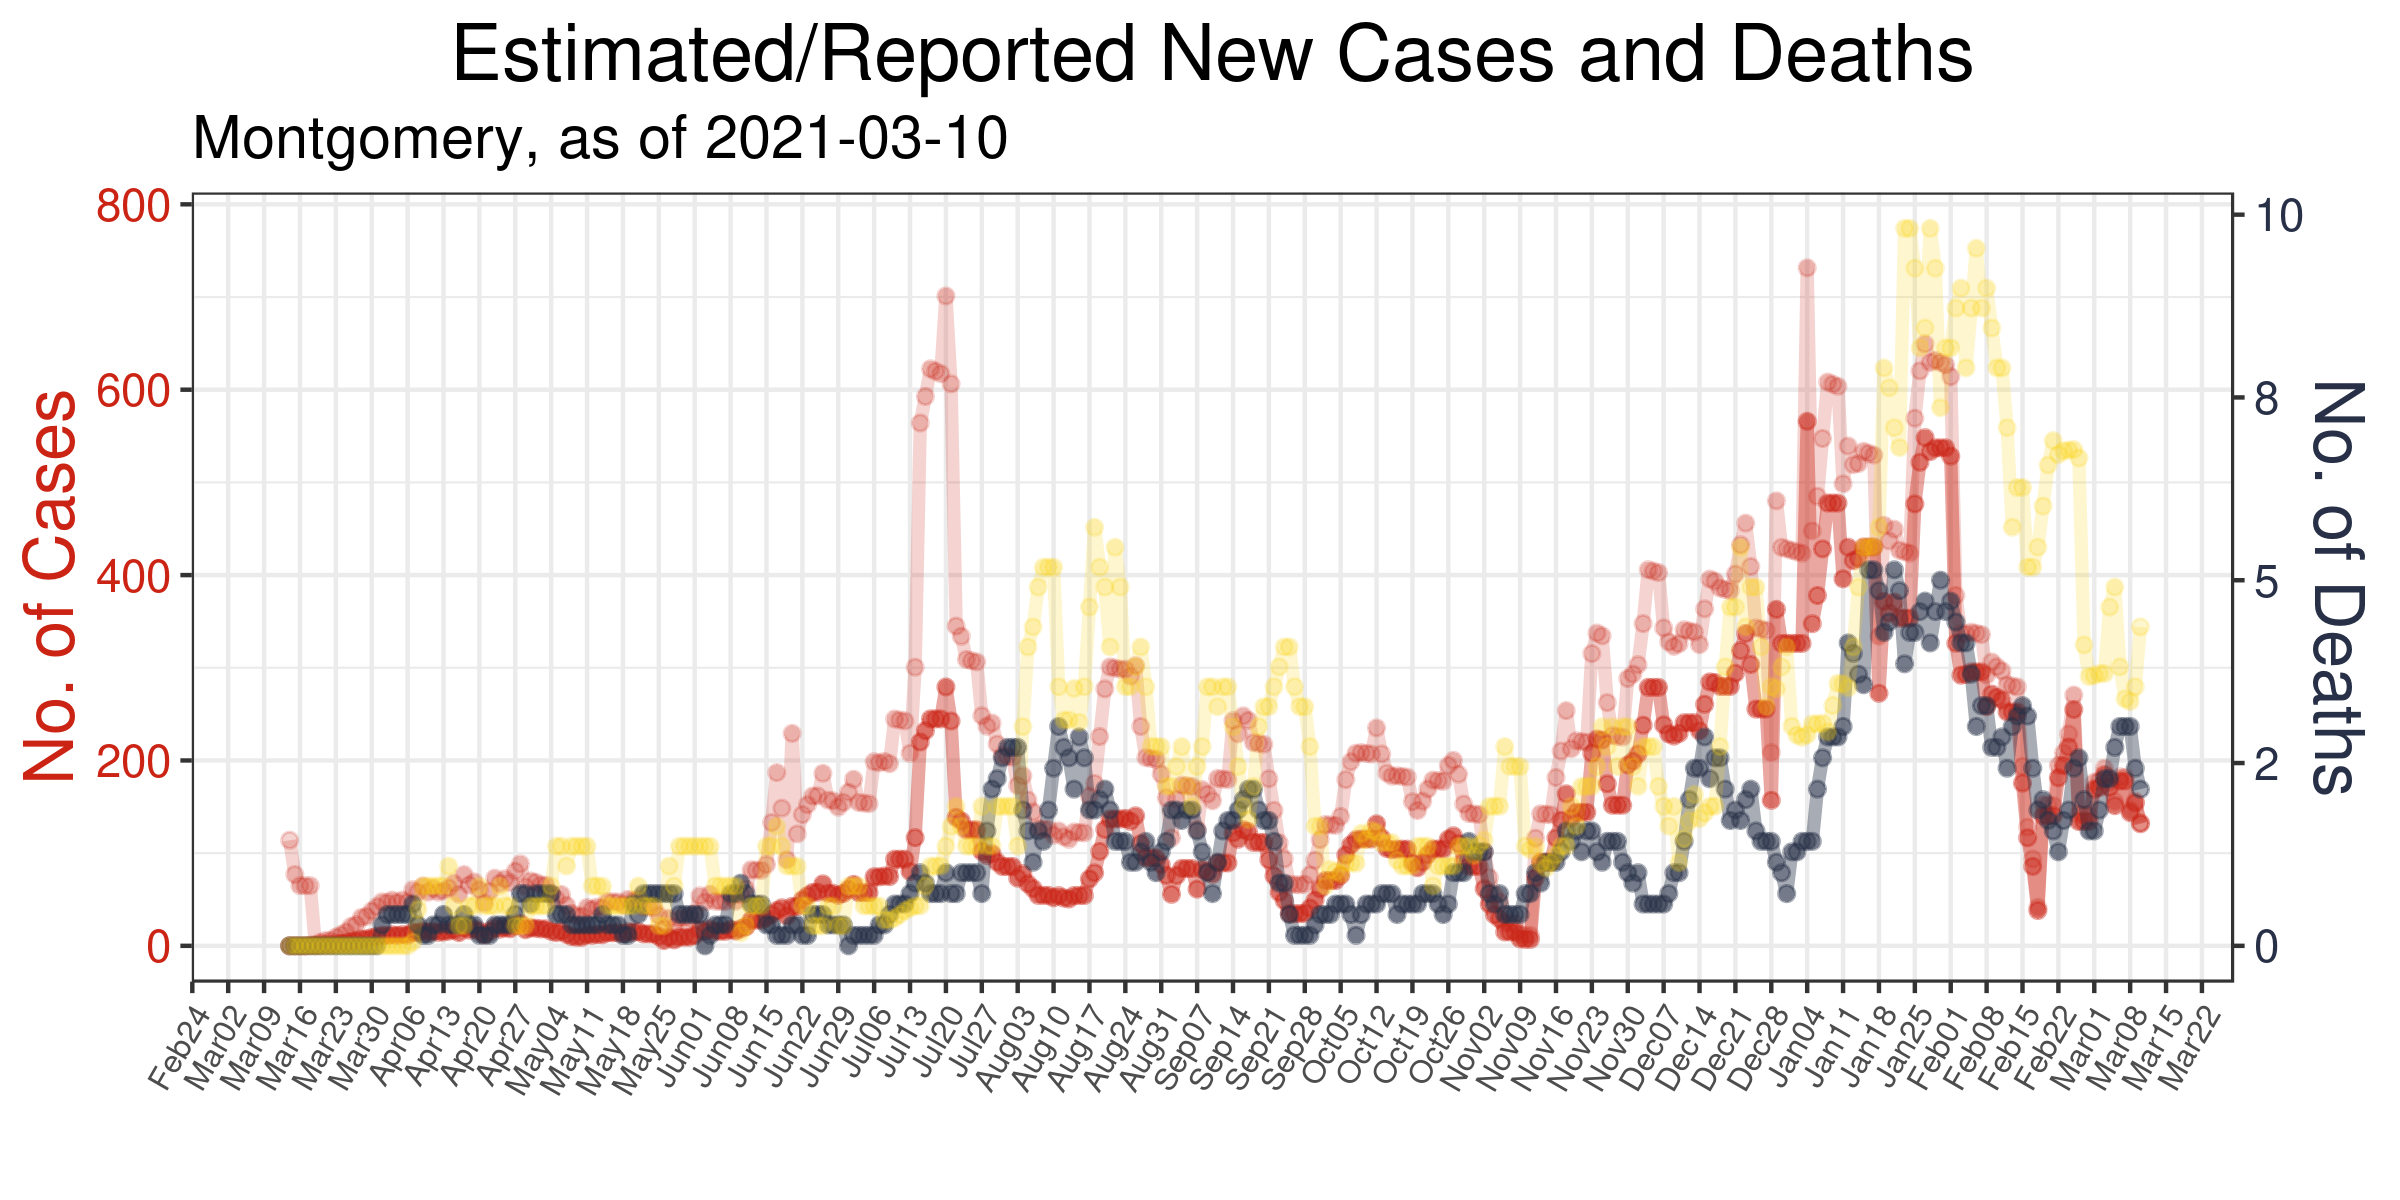 Estimated/Reported New Cases and Deaths
Montgomery, as of 2021-03-10
No. of Cases
800
600
400
200
0
10
8
5
2
0
No. of Deaths
Feb24
Mar02
Mar09
Mar16
Mar23
Mar30
Apr06
Apr13
Apr20
Apr27
May04
May11
May18
May25
Jun01
Jun08
Jun15
Jun22
Jun29
Jul06
Jul13
Jul20
Jul27
Aug03
Aug10
Aug17
Aug24
Aug31
Sep07
Sep14
Sep21
Sep28
Oct05
Oct12
Oct19
Oct26
Nov02
Nov09
Nov16
Nov23
Nov30
Dec07
Dec14
Dec21
Dec28
Jan04
Jan11
Jan18
Jan25
Feb01
Feb08
Feb15
Feb22
Mar01
Mar08
Mar15
Mar22